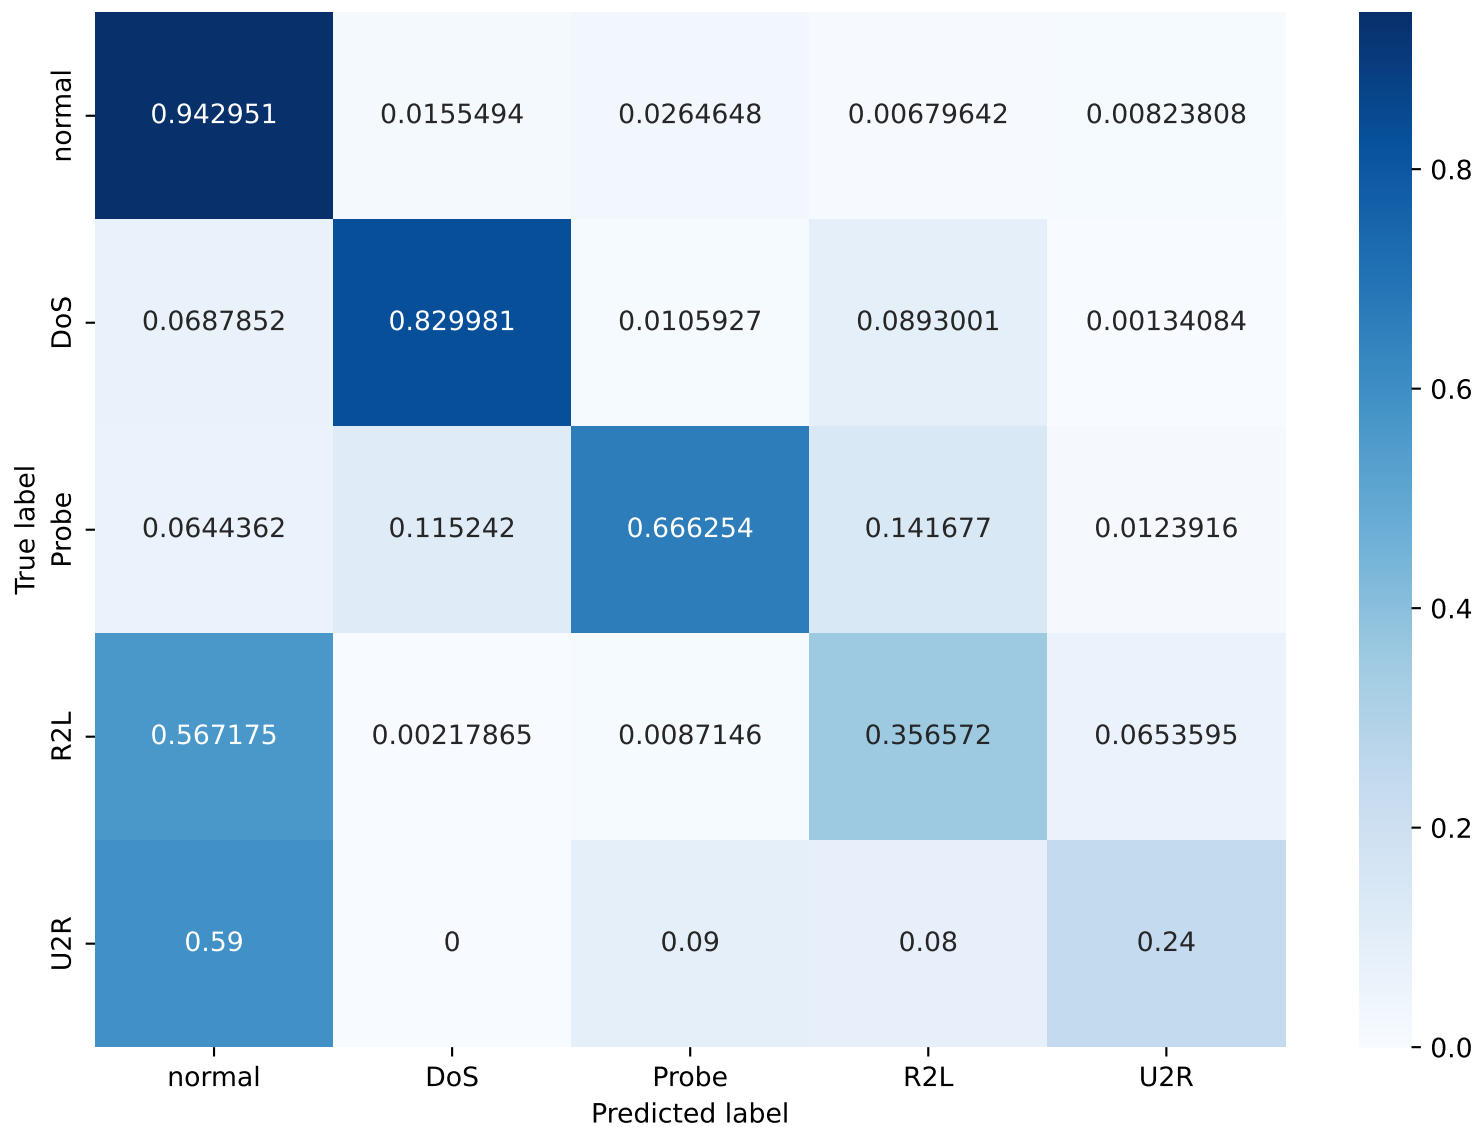 True label
normal
0.942951 0.0155494 0.0264648 0.00679642 0.00823808
DoS
0.0687852 0.829981 0.0105927 0.0893001 0.00134084
Probe
0.0644362 0.115242 0.666254 0.141677 0.0123916
R2L
0.567175 0.00217865 0.0087146 0.356572 0.0653595
U2R
0.59 0 0.09 0.08 0.24
normal DoS Probe R2L U2R
Predicted label
0.8
0.6
0.4
0.2
0.0